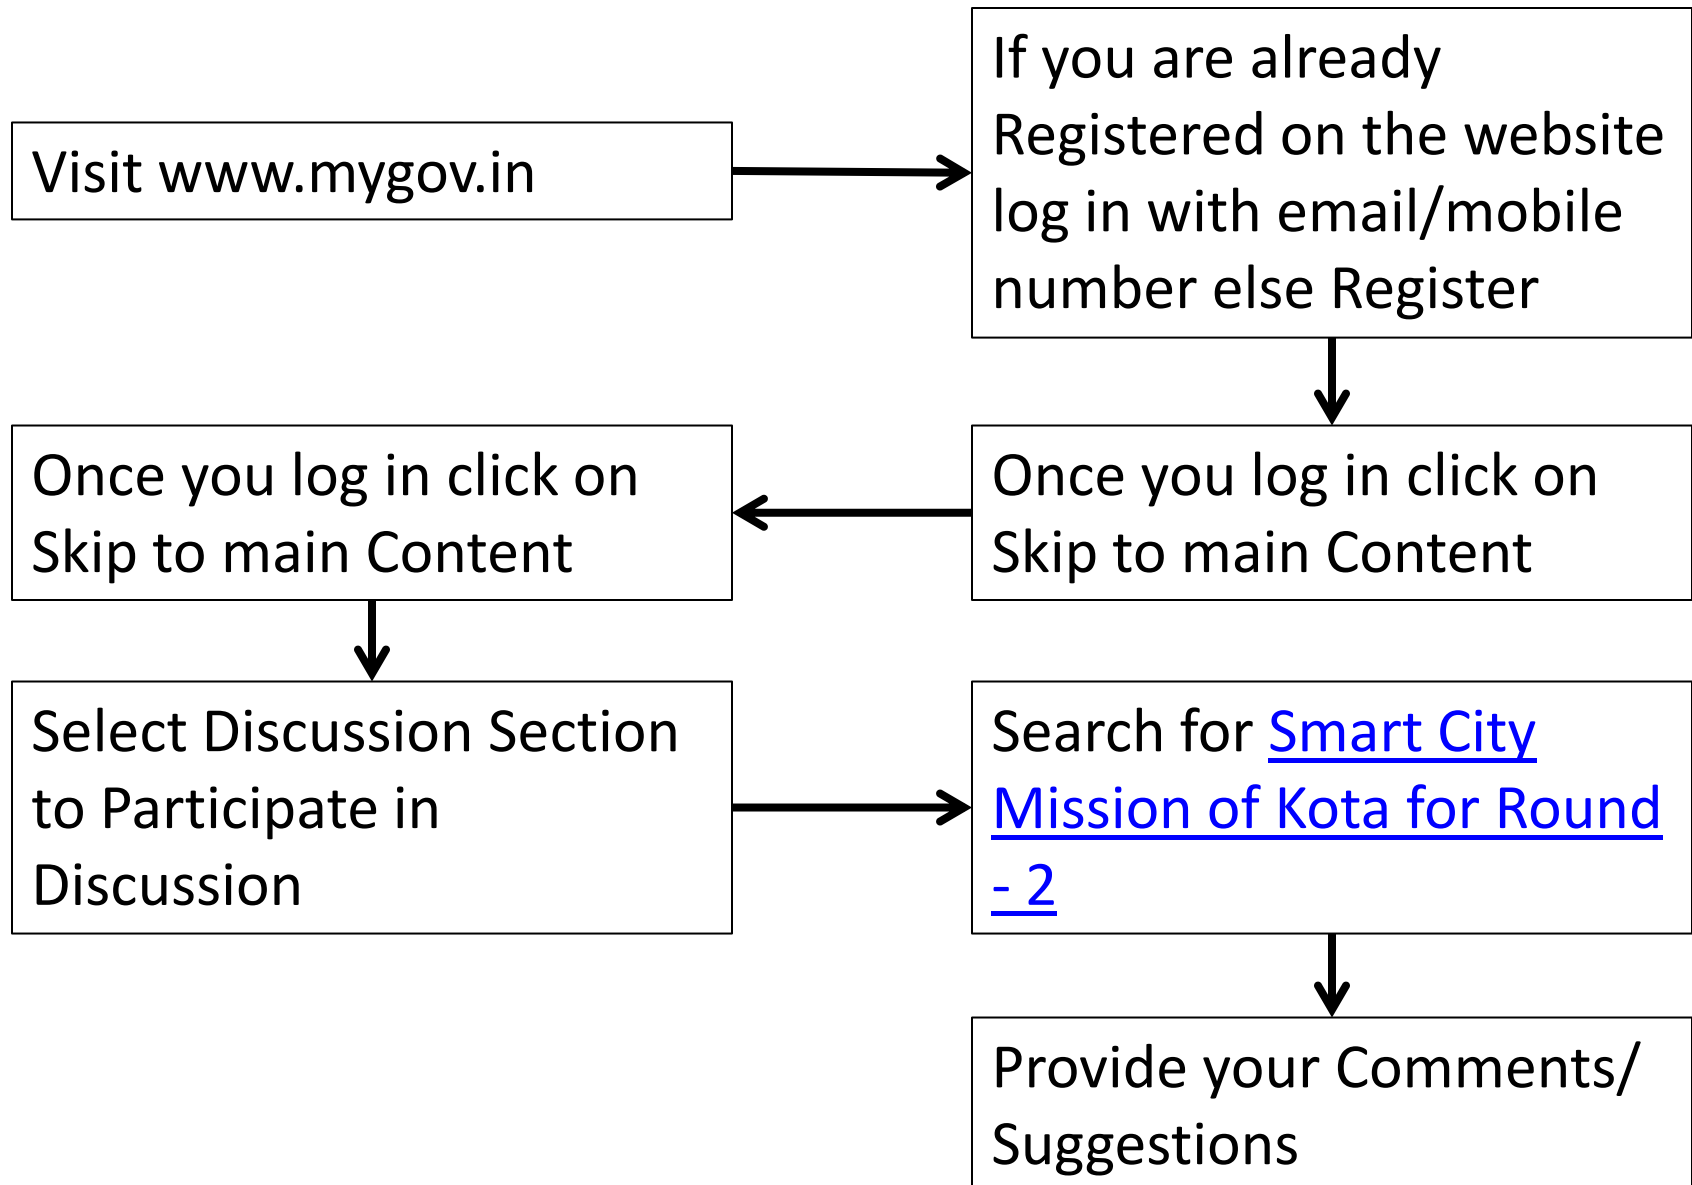 Visit www.mygov.in
If you are already
Registered on the website
log in with email/mobile
number else Register
Once you log in click on
Skip to main Content
Once you log in click on
Skip to main Content
Select Discussion Section
to Participate in
Discussion
Search for Smart City
Mission of Kota for Round
- 2
Provide your Comments/
Suggestions